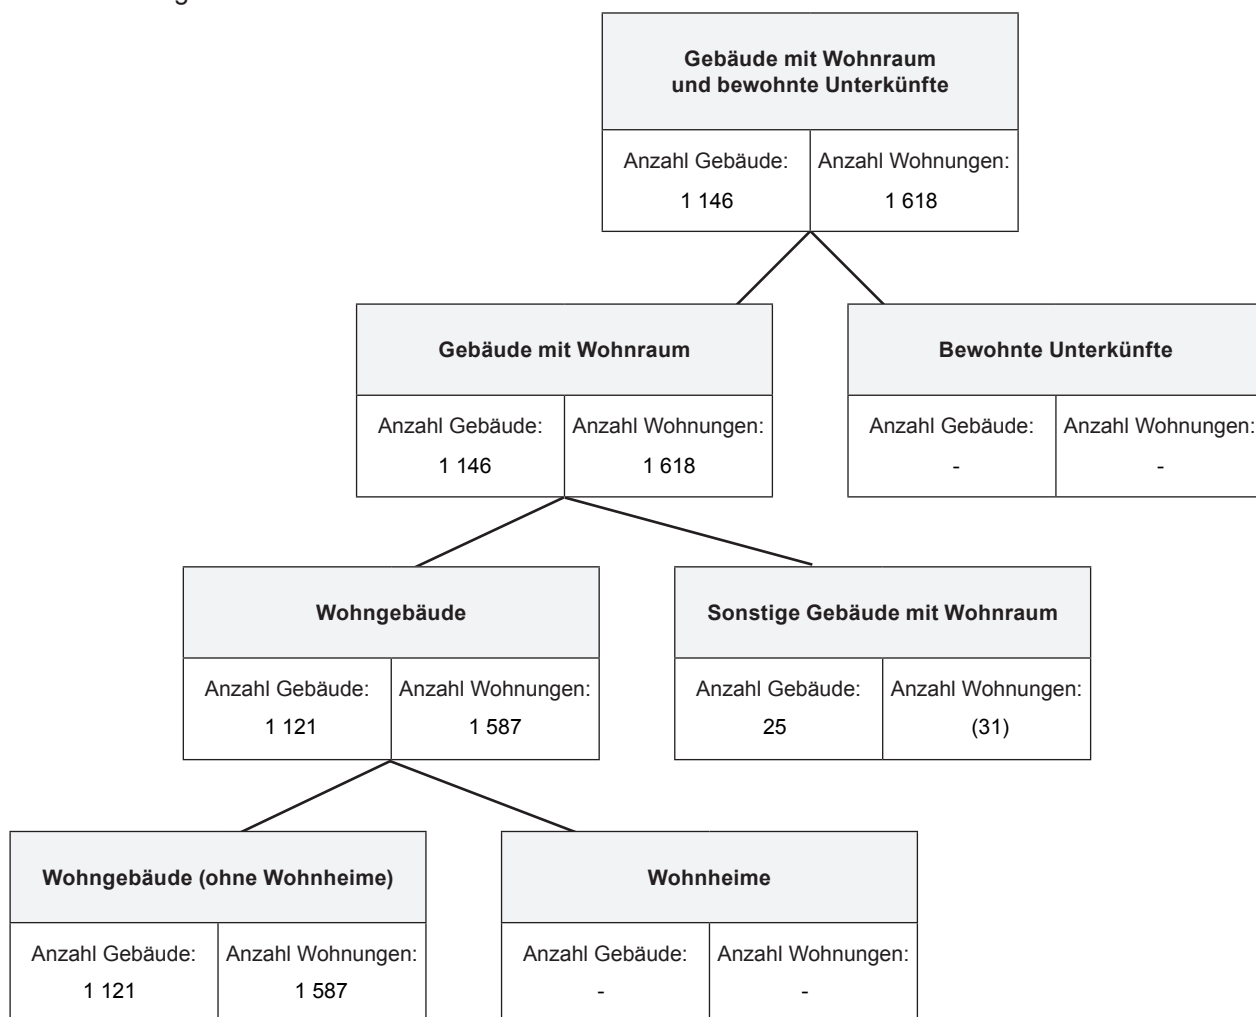 Gebäude mit Wohnraum
und bewohnte Unterkünfte
Anzahl Gebäude: Anzahl Wohnungen:
1 146 1 618
Gebäude mit Wohnraum Bewohnte Unterkünfte
Anzahl Gebäude: Anzahl Wohnungen: Anzahl Gebäude: Anzahl Wohnungen:
1 146 1 618 - -
Wohngebäude Sonstige Gebäude mit Wohnraum
Anzahl Gebäude: Anzahl Wohnungen: Anzahl Gebäude: Anzahl Wohnungen:
1 121 1 587 25 (31)
Wohngebäude (ohne Wohnheime) Wohnheime
Anzahl Gebäude: Anzahl Wohnungen: Anzahl Gebäude: Anzahl Wohnungen:
1 121 1 587 - -